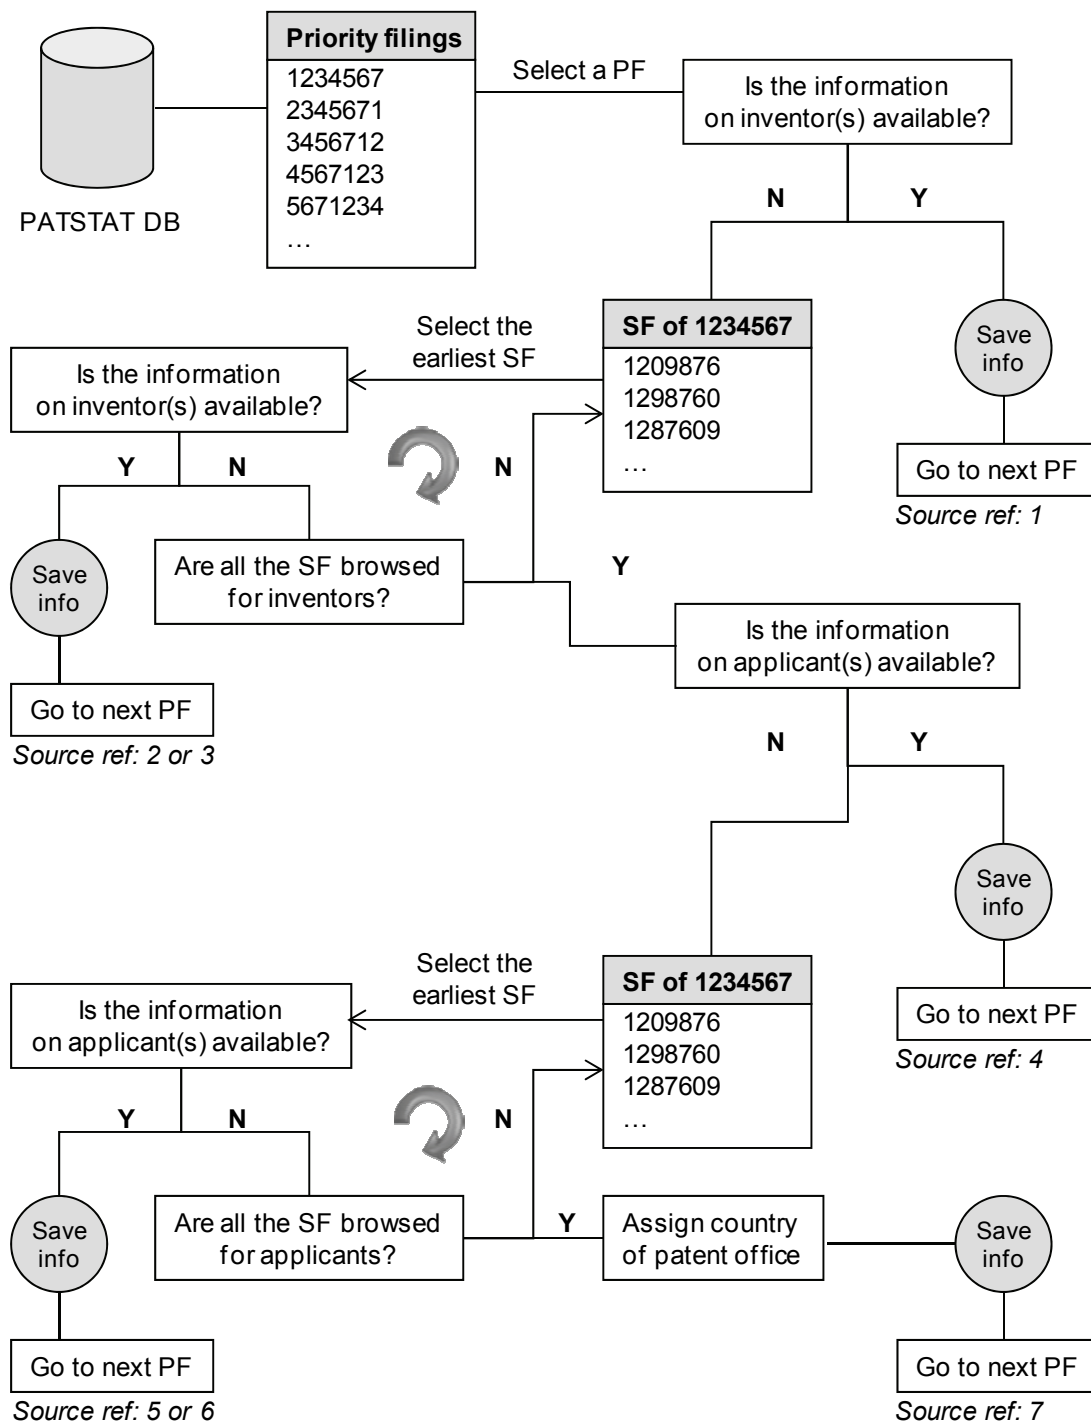 PATSTAT DB
Priority filings
1234567
2345671
3456712
4567123
5671234
…
Select a PF
Is the information
on inventor(s) available?
N
Y
Save
info
Go to next PF
Source ref: 1
SF of 1234567
1209876
1298760
1287609
…
Select the
earliest SF
Is the information
on inventor(s) available?
Y
N
N
Save
info
Go to next PF
Source ref: 2 or 3
Are all the SF browsed
for inventors?
Y
Is the information
on applicant(s) available?
N
Y
Save
info
Go to next PF
Source ref: 4
SF of 1234567
1209876
1298760
1287609
…
Select the
earliest SF
Is the information
on applicant(s) available?
Y
N
N
Save
info
Go to next PF
Source ref: 5 or 6
Are all the SF browsed
for applicants?
Y
Assign country
of patent office
Save
info
Go to next PF
Source ref: 7